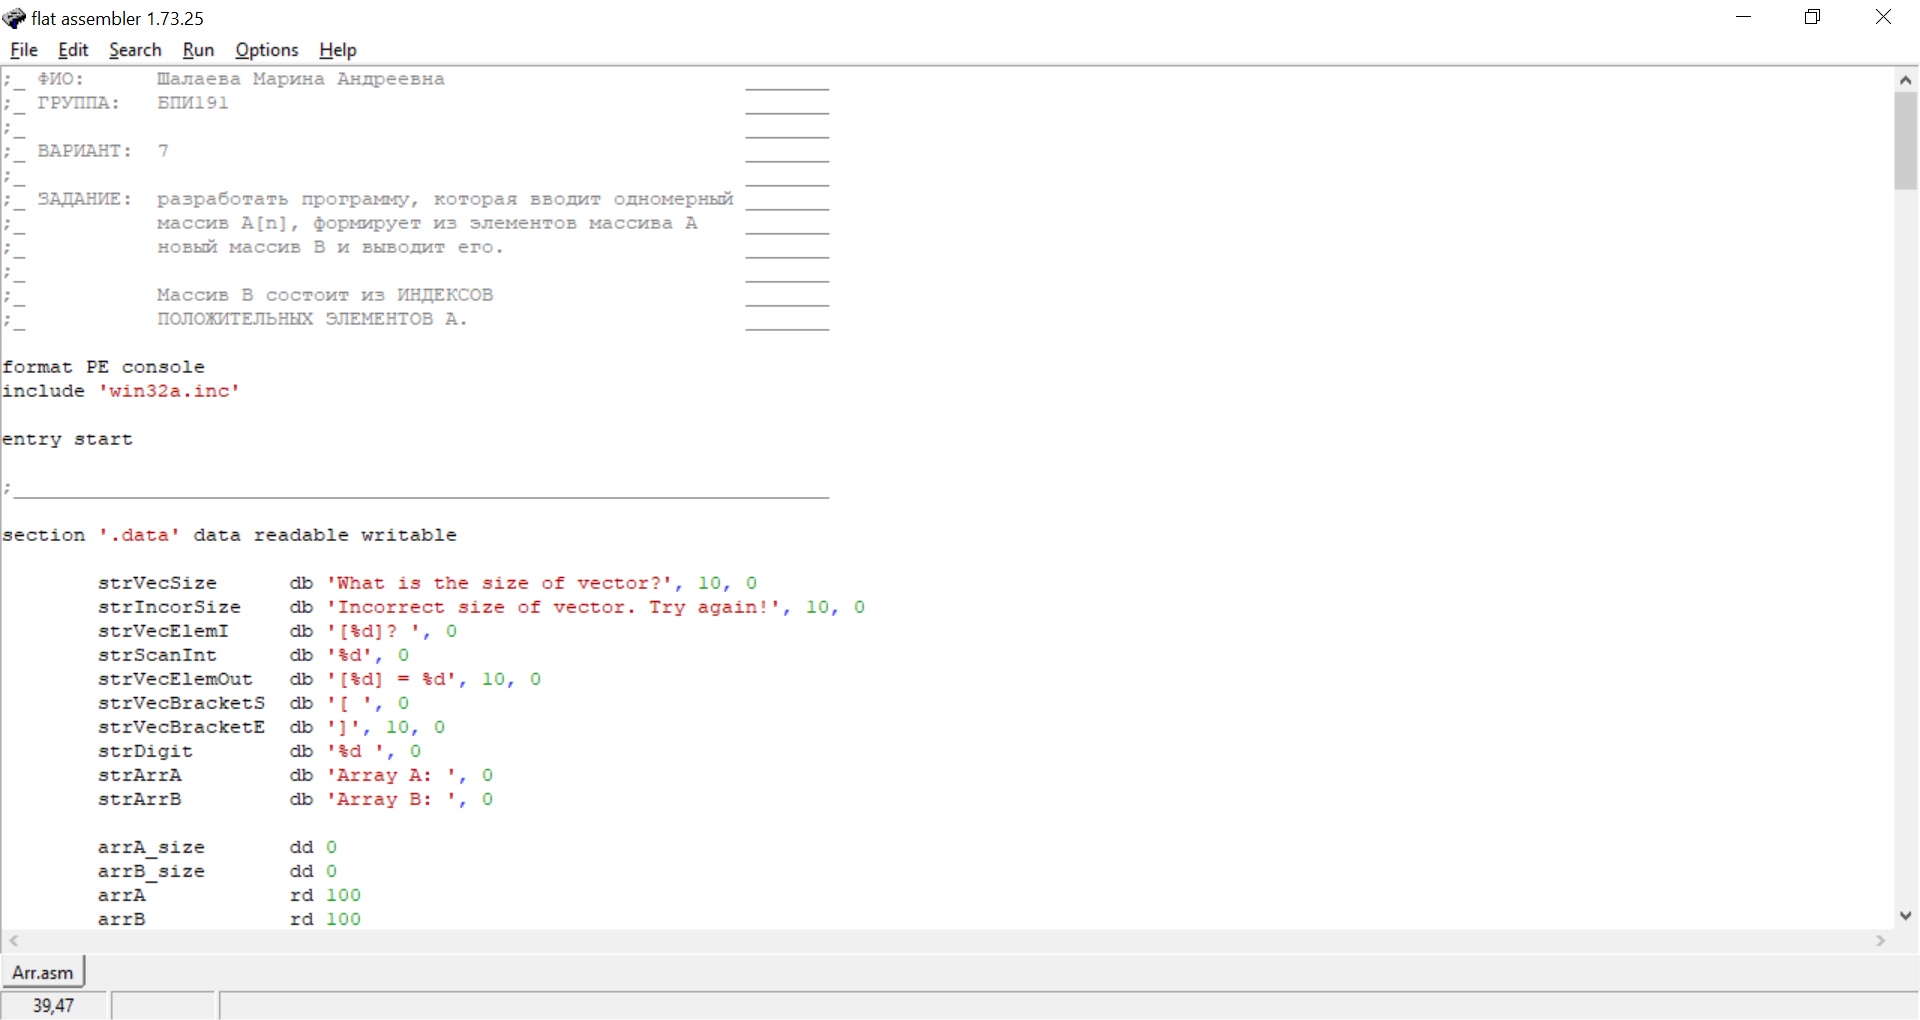 flat assembler 1.73.25
File Edit Search Run Options Help
;_ ФИО: Шалаева Марина Андреевна _______
;_ ГРУППА: БПИ191 _______
;_ _______
;_ ВАРИАНТ: 7 _______
;_ _______
;_ ЗАДАНИЕ: разработать программу, которая вводит одномерный _______
;_ массив A[n], формирует из элементов массива A _______
;_ новый массив B и выводит его. _______
;_ _______
;_ Массив B состоит из ИНДЕКСОВ _______
;_ ПОЛОЖИТЕЛЬНЫХ ЭЛЕМЕНТОВ A. _______
format PE console
include 'win32a.inc'
entry start
;____________________________________________________________________
section '.data' data readable writable
strVecSize db 'What is the size of vector?', 10, 0
strIncorSize db 'Incorrect size of vector. Try again!', 10, 0
strVecElemI db '[%d]? ', 0
strScanInt db '%d', 0
strVecElemOut db '[%d] = %d', 10, 0
strVecBracketS db '[ ', 0
strVecBracketE db ']', 10, 0
strDigit db '%d ', 0
strArrA db 'Array A: ', 0
strArrB db 'Array B: ', 0
arrA_size dd 0
arrB_size dd 0
arrA rd 100
arrB rd 100
Arr.asm
39,47